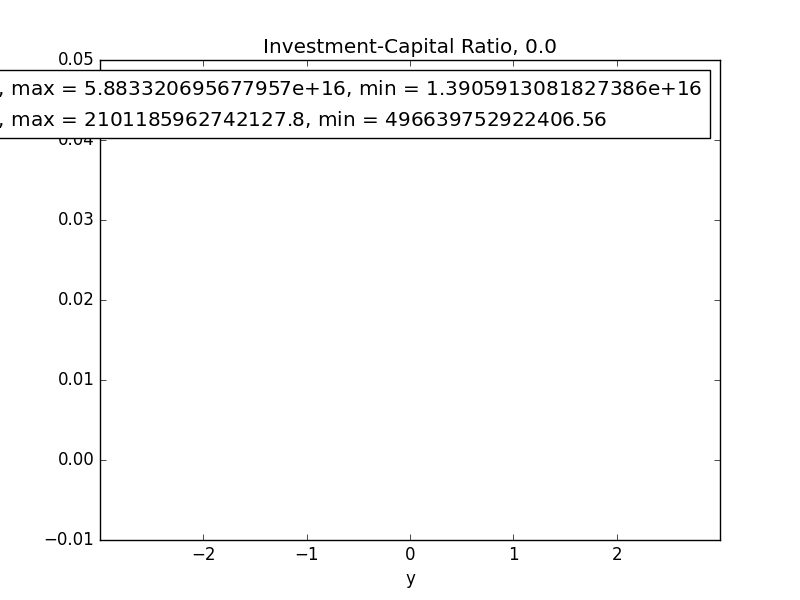 Investment-Capital Ratio, 0.0
0.05
, max = 5.883320695677957e+16, min = 1.3905913081827386e+16
, max = 2101185962742127.8, min = 496639752922406.56
0.04
0.03
0.02
0.01
0.00
−0.01
−2 −1 0 1 2
y